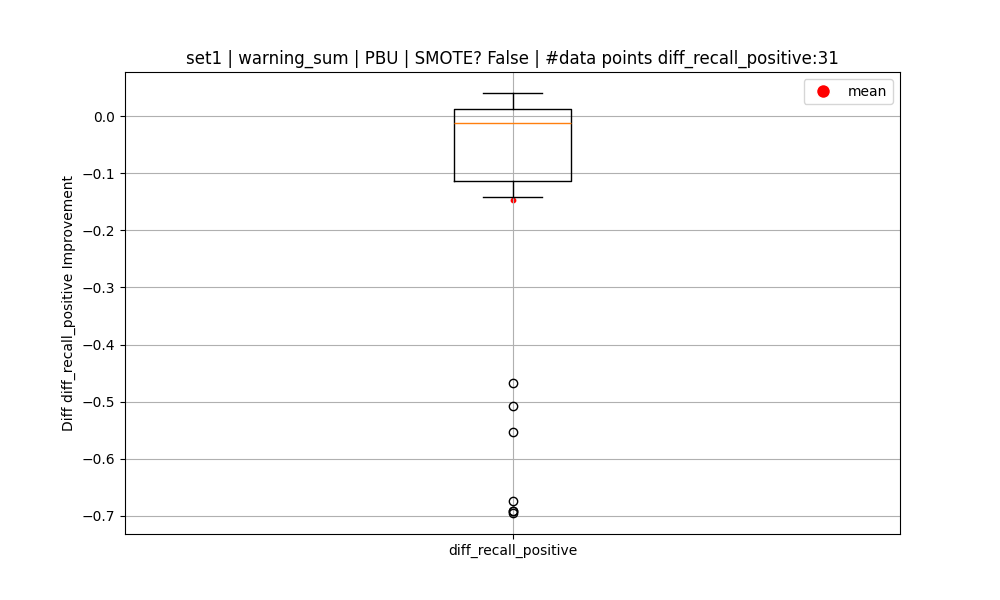 set1 | warning_sum | PBU | SMOTE? False | #data points diff_recall_positive:31
mean
0.0
−0.1
−0.2
−0.3
−0.4
−0.5
−0.6
−0.7
Diff diff_recall_positive Improvement
diff_recall_positive